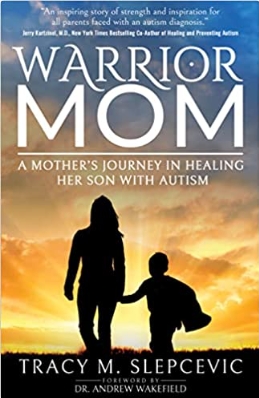 "An inspiring story of strength and inspiration for
all parents faced with an autism diagnosis."
Jerry Kartzinel, M.D., New York Times Bestselling Co-Author of Healing and Preventing Autism
WARRIOR
MOM
A MOTHER'S JOURNEY IN HEALING
HER SON WITH AUTISM
TRACY M. SLEPCEVIC
FOREWORD BY
DR. ANDREW WAKEFIELD